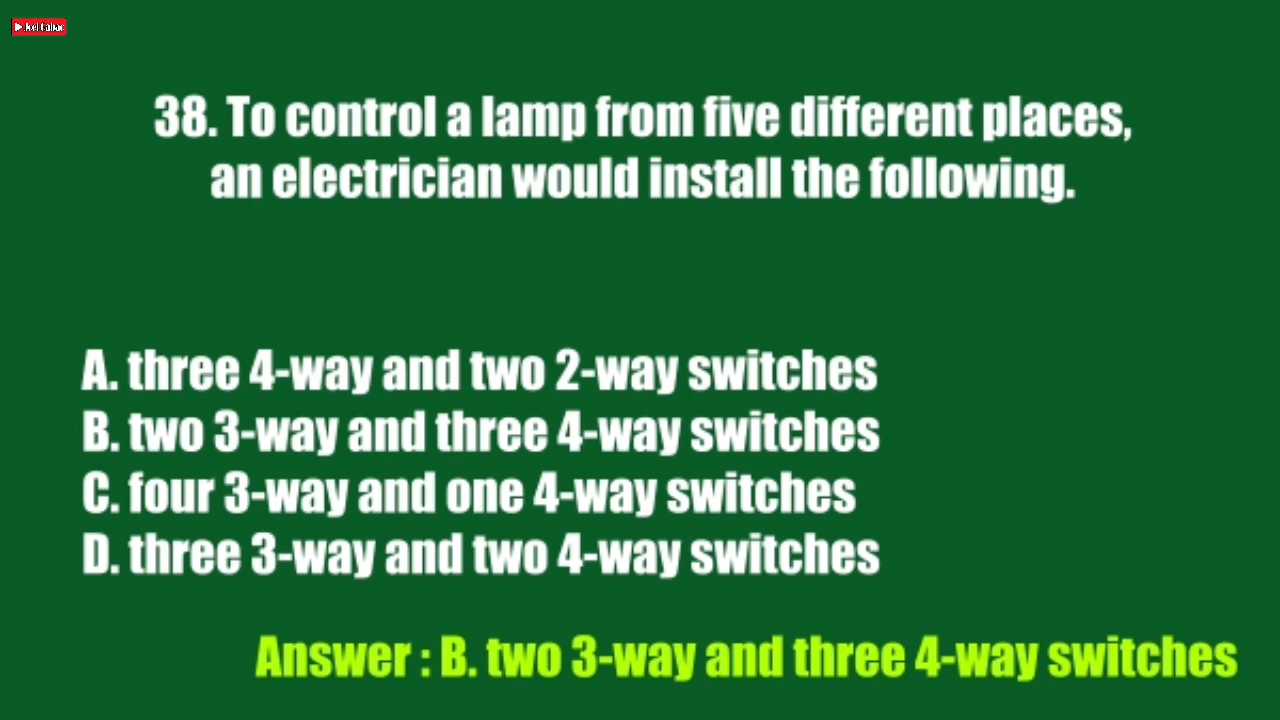 38. To control a lamp from five different places,
an electrician would install the following.
A. three 4-way and two 2-way switches
B. two 3-way and three 4-way switches
C. four 3-way and one 4-way switches
D. three 3-way and two 4-way switches
Answer : B. two 3-way and three 4-way switches